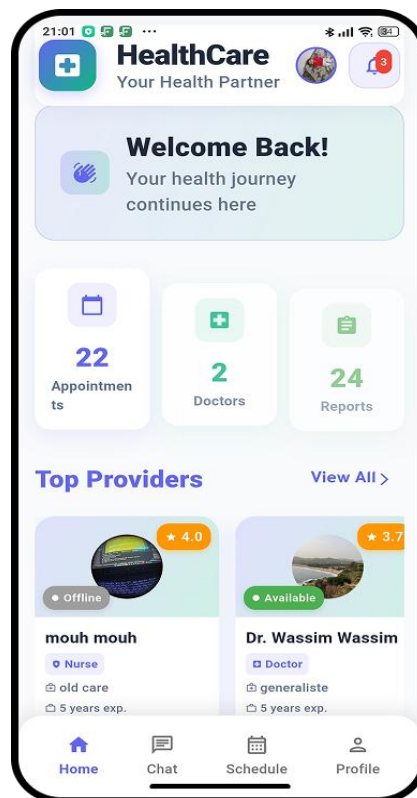 21:01 84
HealthCare
3
Your Health Partner
Welcome Back!
Your health journey
continues here
22
Appointmen
ts
2
Doctors
24
Reports
Top Providers
View All
4.0
Offline
mouh mouh
Nurse
old care
5 years exp.
3.7
Available
Dr. Wassim Wassim
Doctor
generaliste
5 years exp.
Home
Chat
Schedule
Profile